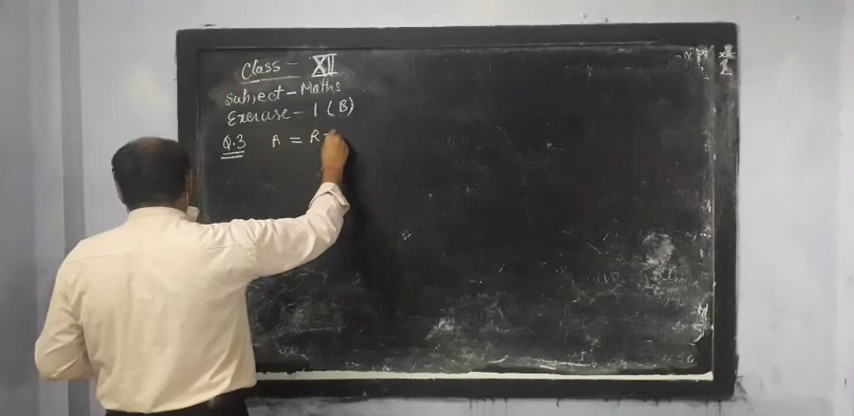 Class - XII
Subject - Maths
Exercise - 1 (B)
Q.3 A = R -